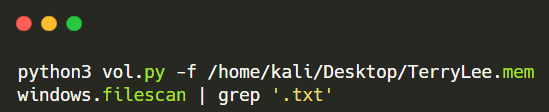 python3 vol.py -f /home/kali/Desktop/TerryLee.mem
windows.filescan | grep '.txt'